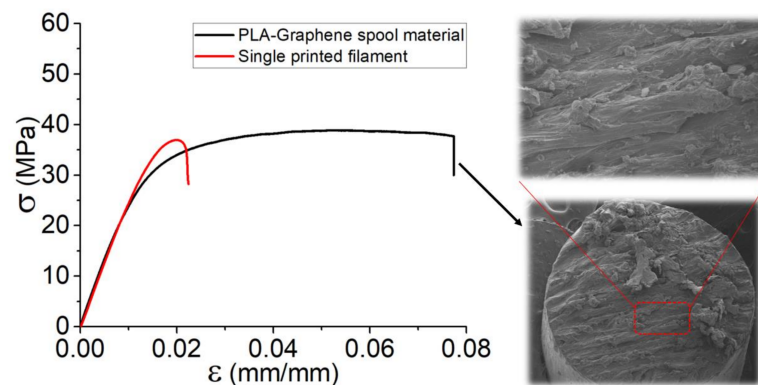 PLA-Graphene spool material
Single printed filament
σ (MPa)
60
50
40
30
20
10
0
0.00 0.02 0.04 0.06 0.08
ε (mm/mm)